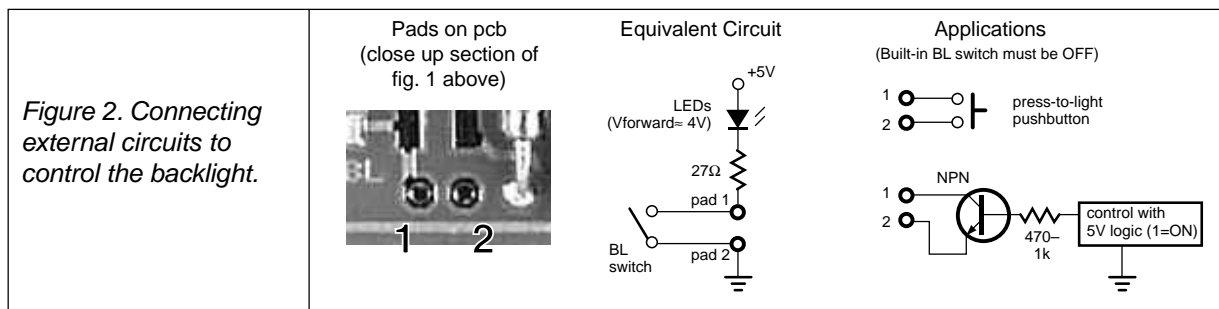 Figure 2. Connecting
external circuits to
control the backlight.
Pads on pcb
(close up section of
fig. 1 above)
BL
1 2
Equivalent Circuit
+5V
LEDs
(Vforward≈ 4V)
27Ω
pad 1
BL
switch
pad 2
Applications
(Built-in BL switch must be OFF)
1
2
press-to-light
pushbutton
NPN
1
2
470–
1k
control with
5V logic (1=ON)